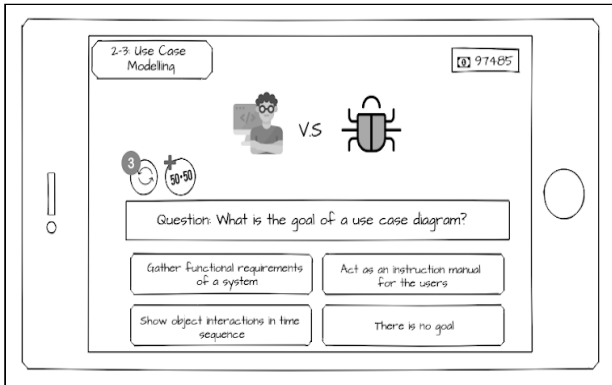 2-3: Use Case
Modelling
97485
</>
V.S
3
50•50
Question: What is the goal of a use case diagram?
Gather functional requirements
of a system
Act as an instruction manual
for the users
Show object interactions in time
sequence
There is no goal